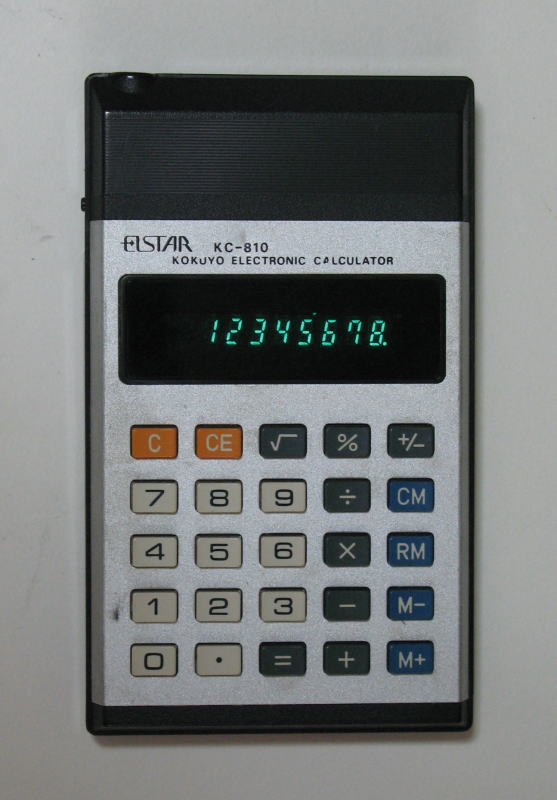 ELSTAR KC-810
KOKUYO ELECTRONIC CALCULATOR
12345678.
C CE √ % +/−
7 8 9 ÷ CM
4 5 6 × RM
1 2 3 − M−
0 . = + M+